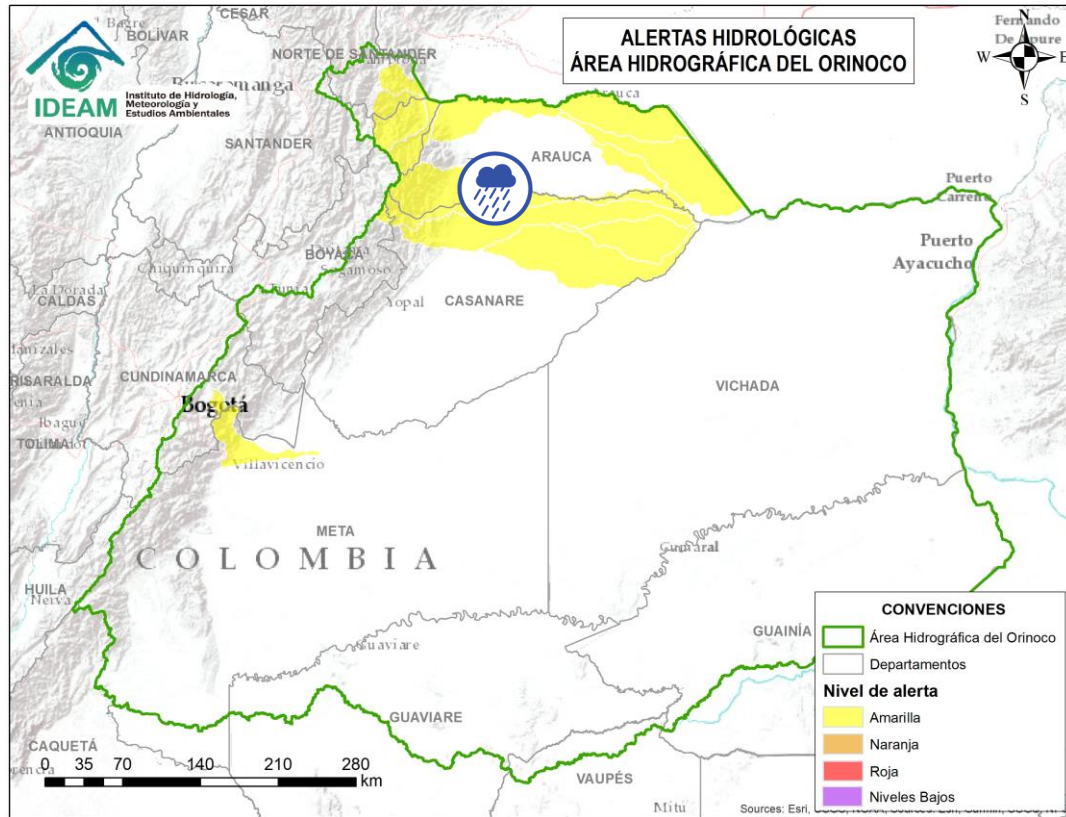 ALERTAS HIDROLÓGICAS
ÁREA HIDROGRÁFICA DEL ORINOCO
N
W
E
S
IDEAM
Instituto de Hidrología,
Meteorología y
Estudios Ambientales
CESAR
BOLÍVAR
NORTE DE SANTANDER
ANTIOQUIA
SANTANDER
Arauca
ARAUCA
Puerto
Carreño
Puerto
Ayacucho
BOYACÁ
Sogamoso
Chiquinquirá
Tunja
La Dorada
CALDAS
Yopal
CASANARE
Manizales
RISARALDA
CUNDINAMARCA
Bogotá
VICHADA
Ibagué
TOLIMA
Villavicencio
META
COLOMBIA
Cumaral
HUILA
Neiva
Guaviare
GUAINÍA
GUAVIARE
CAQUETÁ
VAUPÉS
Mitú
0 35 70 140 210 280
km
CONVENCIONES
Área Hidrográfica del Orinoco
Departamentos
Nivel de alerta
Amarilla
Naranja
Roja
Niveles Bajos